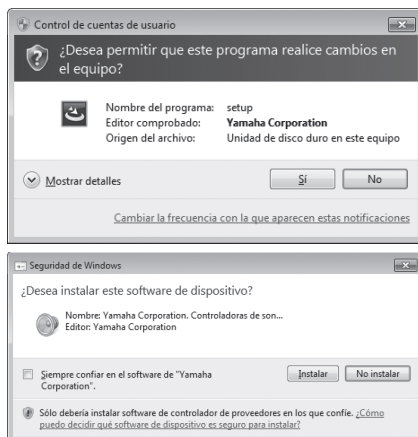 Control de cuentas de usuario
¿Desea permitir que este programa realice cambios en
el equipo?
Nombre del programa: setup
Editor comprobado: Yamaha Corporation
Origen del archivo: Unidad de disco duro en este equipo
Mostrar detalles
Sí
No
Cambiar la frecuencia con la que aparecen estas notificaciones
Seguridad de Windows
¿Desea instalar este software de dispositivo?
Nombre: Yamaha Corporation. Controladoras de son...
Editor: Yamaha Corporation
Siempre confiar en el software de "Yamaha
Corporation".
Instalar
No instalar
Sólo debería instalar software de controlador de proveedores en los que confíe. ¿Cómo
puedo decidir qué software de dispositivo es seguro para instalar?